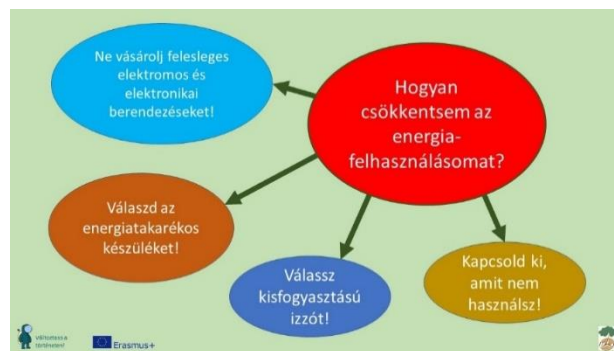 Ne vásárolj felesleges
elektromos és
elektronikai
berendezéseket!
Hogyan
csökkentsem az
energia-
felhasználásomat?
Válaszd az
energiatakarékos
készüléket!
Válassz
kisfogyasztású
izzót!
Kapcsold ki,
amit nem
használsz!
Erasmus+